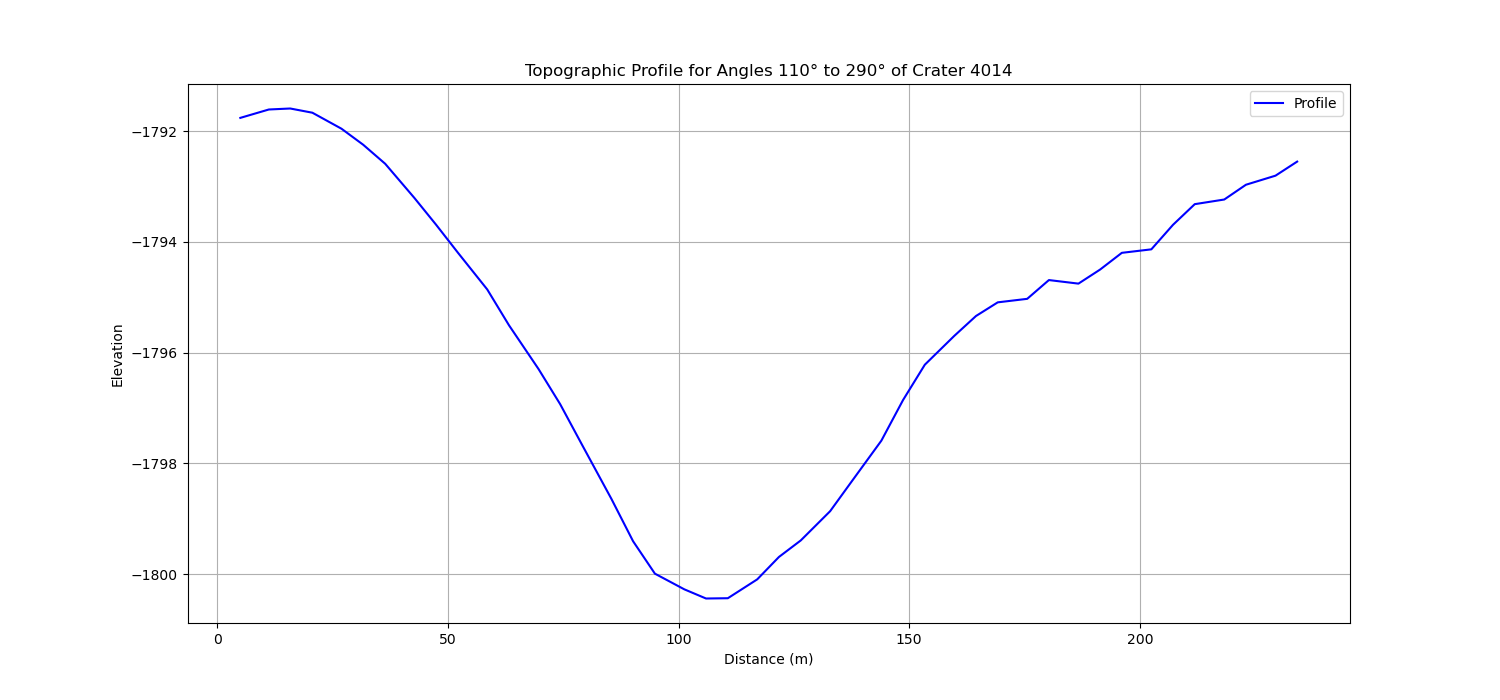 Topographic Profile for Angles 110° to 290° of Crater 4014
Profile
−1792
−1794
−1796
−1798
−1800
Elevation
0 50 100 150 200
Distance (m)